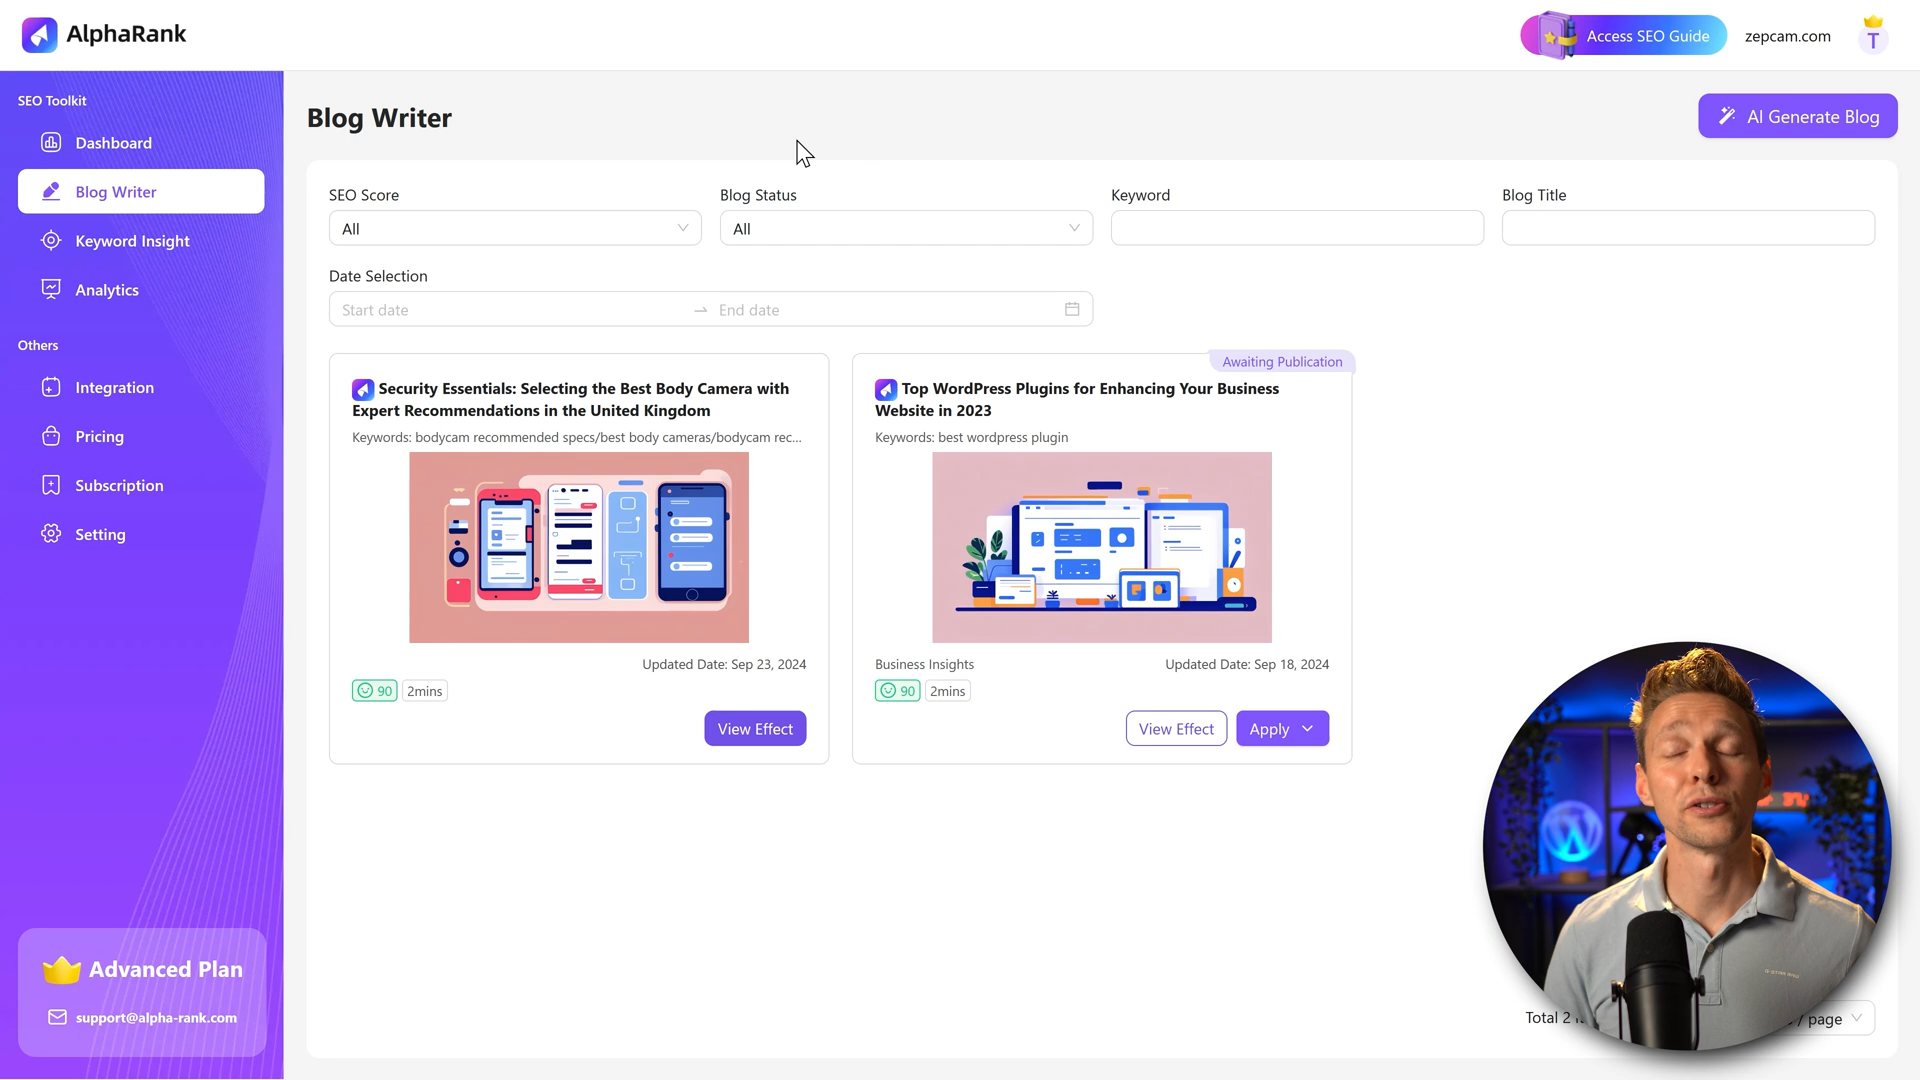 AlphaRank
Access SEO Guide
zepcam.com
T
SEO Toolkit
Dashboard
Blog Writer
Keyword Insight
Analytics
Others
Integration
Pricing
Subscription
Setting
Advanced Plan
support@alpha-rank.com
Blog Writer
AI Generate Blog
SEO Score
Blog Status
Keyword
Blog Title
All
All
Date Selection
Start date
End date
Security Essentials: Selecting the Best Body Camera with
Expert Recommendations in the United Kingdom
Keywords: bodycam recommended specs/best body cameras/bodycam rec...
Updated Date: Sep 23, 2024
90
2mins
View Effect
Awaiting Publication
Top WordPress Plugins for Enhancing Your Business
Website in 2023
Keywords: best wordpress plugin
Business Insights
Updated Date: Sep 18, 2024
90
2mins
View Effect
Apply
Total 2
/ page